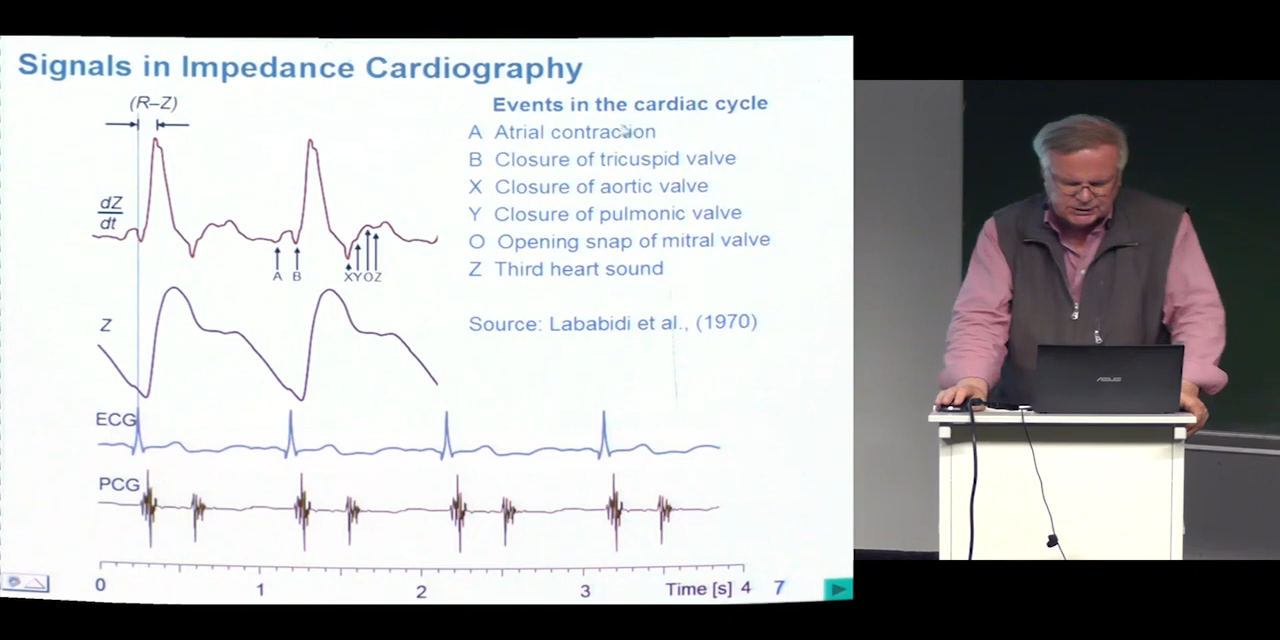 Signals in Impedance Cardiography
(R–Z)
Events in the cardiac cycle
A Atrial contraction
B Closure of tricuspid valve
X Closure of aortic valve
Y Closure of pulmonic valve
O Opening snap of mitral valve
Z Third heart sound
dZ
dt
A B X Y O Z
Z
Source: Lababidi et al., (1970)
ECG
PCG
0 1 2 3 Time [s] 4 7
ASUS